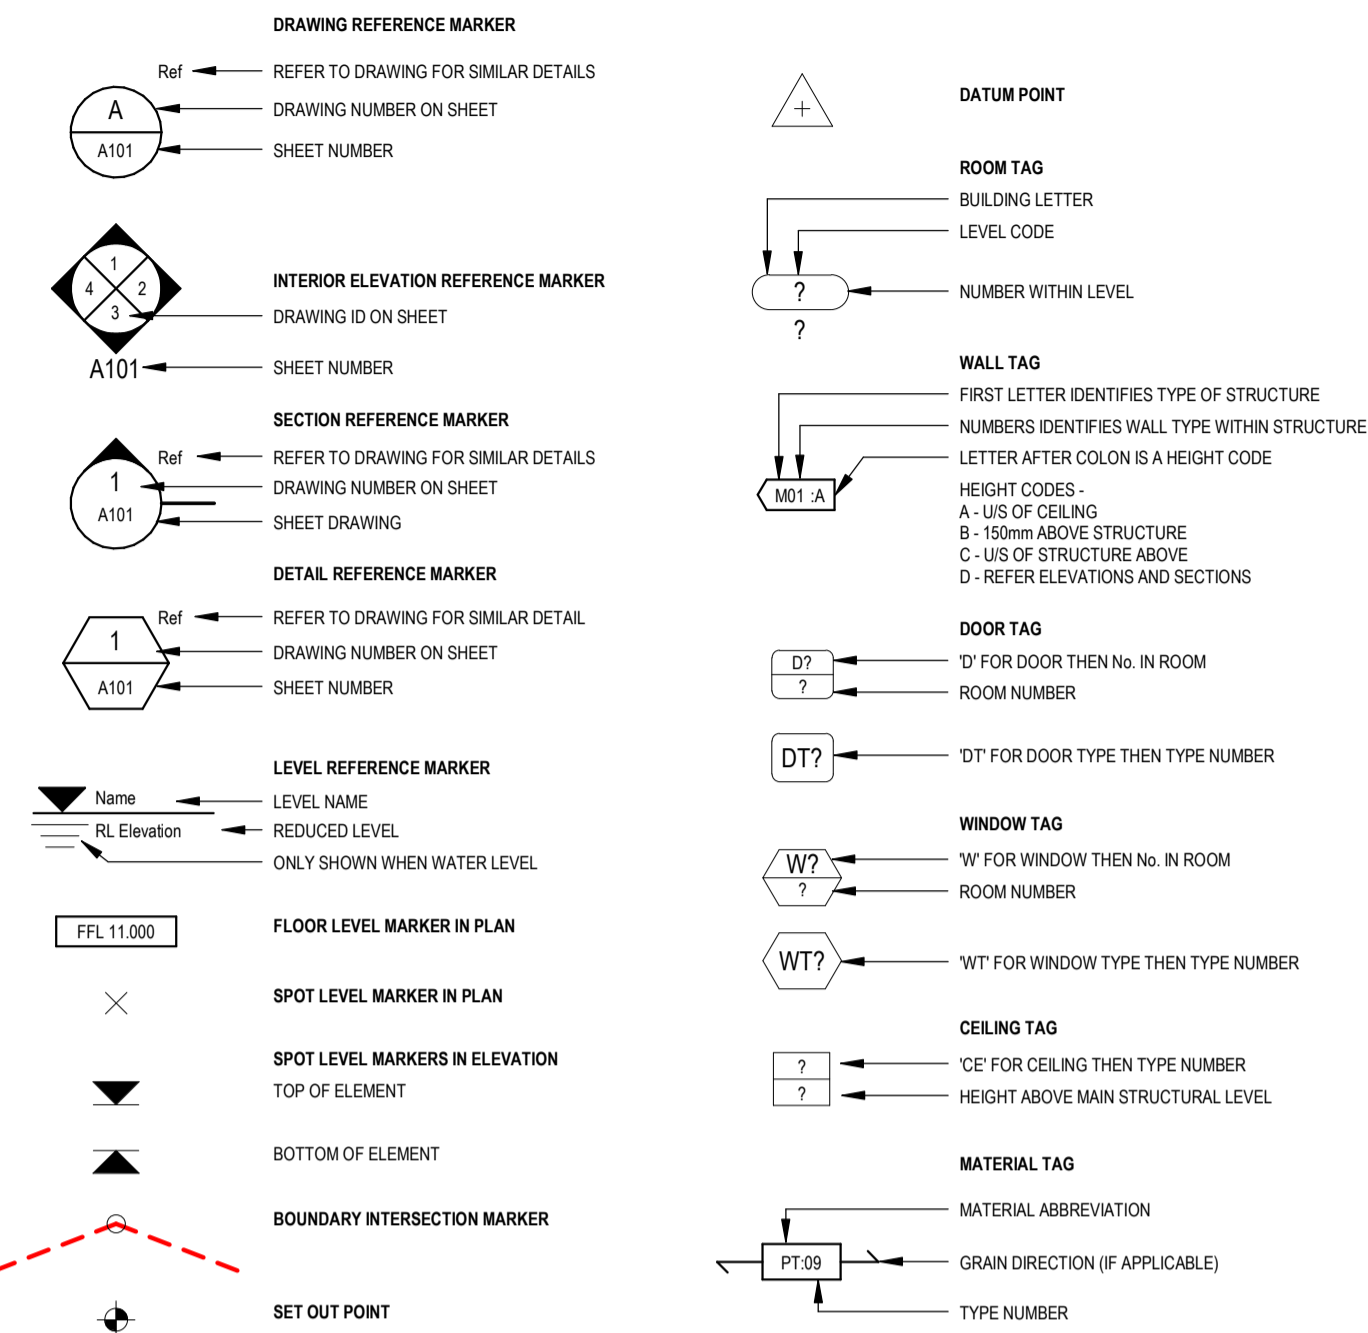 DRAWING REFERENCE MARKER
Ref
REFER TO DRAWING FOR SIMILAR DETAILS
A
DRAWING NUMBER ON SHEET
A101
SHEET NUMBER
1
4
2
3
INTERIOR ELEVATION REFERENCE MARKER
DRAWING ID ON SHEET
A101
SHEET NUMBER
SECTION REFERENCE MARKER
Ref
REFER TO DRAWING FOR SIMILAR DETAILS
1
DRAWING NUMBER ON SHEET
A101
SHEET DRAWING
DETAIL REFERENCE MARKER
Ref
REFER TO DRAWING FOR SIMILAR DETAIL
1
DRAWING NUMBER ON SHEET
A101
SHEET NUMBER
LEVEL REFERENCE MARKER
Name
LEVEL NAME
RL Elevation
REDUCED LEVEL
ONLY SHOWN WHEN WATER LEVEL
FFL 11.000
FLOOR LEVEL MARKER IN PLAN
SPOT LEVEL MARKER IN PLAN
SPOT LEVEL MARKERS IN ELEVATION
TOP OF ELEMENT
BOTTOM OF ELEMENT
BOUNDARY INTERSECTION MARKER
SET OUT POINT
DATUM POINT
ROOM TAG
BUILDING LETTER
LEVEL CODE
?
NUMBER WITHIN LEVEL
?
WALL TAG
FIRST LETTER IDENTIFIES TYPE OF STRUCTURE
NUMBERS IDENTIFIES WALL TYPE WITHIN STRUCTURE
LETTER AFTER COLON IS A HEIGHT CODE
M01 :A
HEIGHT CODES -
A - U/S OF CEILING
B - 150mm ABOVE STRUCTURE
C - U/S OF STRUCTURE ABOVE
D - REFER ELEVATIONS AND SECTIONS
DOOR TAG
D?
'D' FOR DOOR THEN No. IN ROOM
?
ROOM NUMBER
DT?
'DT' FOR DOOR TYPE THEN TYPE NUMBER
WINDOW TAG
W?
'W' FOR WINDOW THEN No. IN ROOM
?
ROOM NUMBER
WT?
'WT' FOR WINDOW TYPE THEN TYPE NUMBER
CEILING TAG
?
'CE' FOR CEILING THEN TYPE NUMBER
?
HEIGHT ABOVE MAIN STRUCTURAL LEVEL
MATERIAL TAG
MATERIAL ABBREVIATION
PT:09
GRAIN DIRECTION (IF APPLICABLE)
TYPE NUMBER